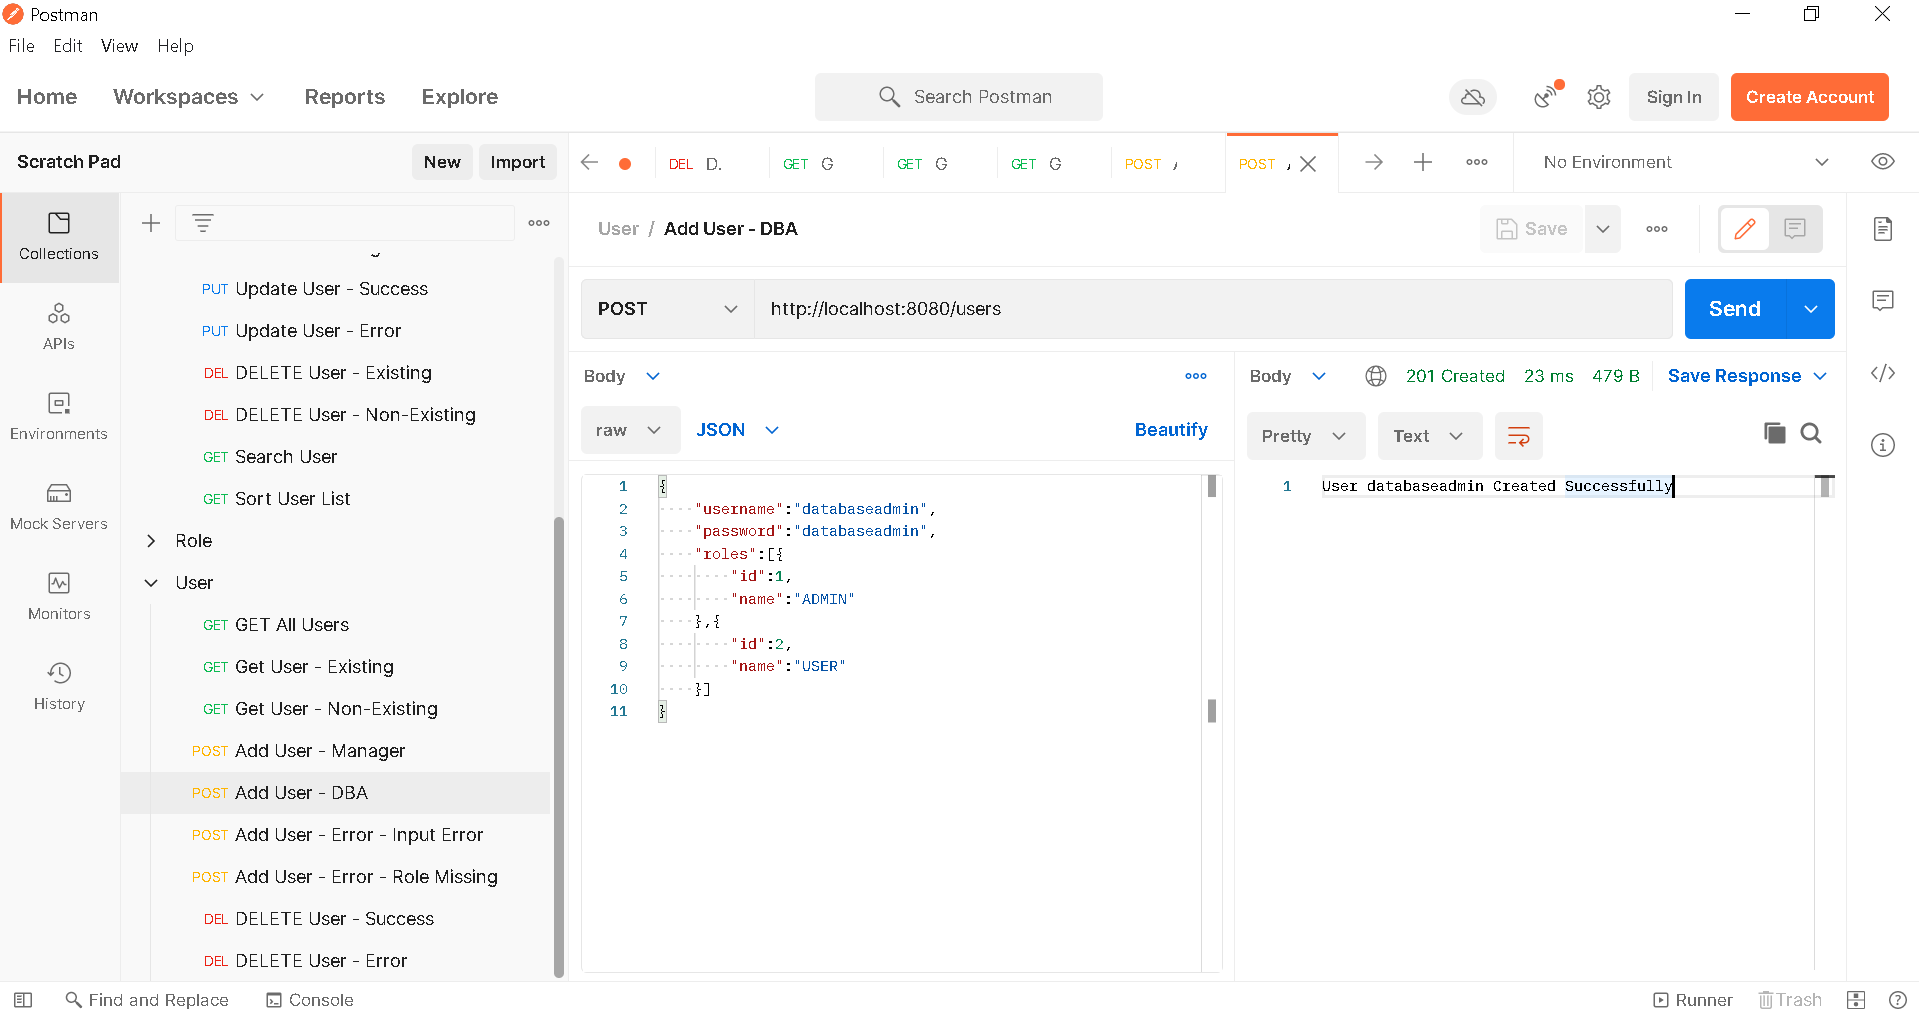 Postman
File Edit View Help
Home Workspaces Reports Explore Search Postman Sign In Create Account
Scratch Pad New Import DEL D. GET G GET G GET G POST POST No Environment
Collections
APIs
Environments
Mock Servers
Monitors
History
PUT Update User - Success
PUT Update User - Error
DEL DELETE User - Existing
DEL DELETE User - Non-Existing
GET Search User
GET Sort User List
Role
User
GET GET All Users
GET Get User - Existing
GET Get User - Non-Existing
POST Add User - Manager
POST Add User - DBA
POST Add User - Error - Input Error
POST Add User - Error - Role Missing
DEL DELETE User - Success
DEL DELETE User - Error
User / Add User - DBA Save
POST http://localhost:8080/users Send
Body
raw JSON Beautify
1 {
2 "username":"databaseadmin",
3 "password":"databaseadmin",
4 "roles":[{
5 "id":1,
6 "name":"ADMIN"
7 },{
8 "id":2,
9 "name":"USER"
10 }]
11 }
Body 201 Created 23 ms 479 B Save Response
Pretty Text
1 User databaseadmin Created Successfully
Find and Replace Console Runner Trash